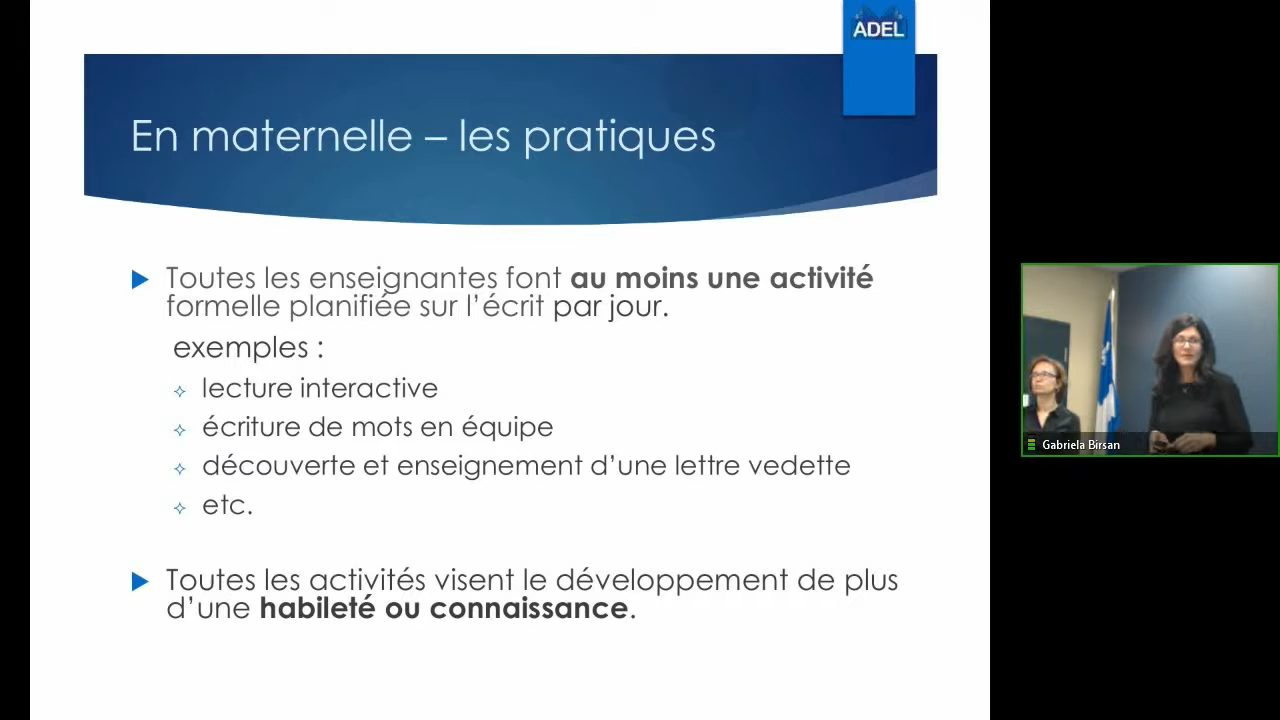 ADEL
En maternelle – les pratiques
Toutes les enseignantes font au moins une activité
formelle planifiée sur l'écrit par jour.
exemples :
lecture interactive
écriture de mots en équipe
découverte et enseignement d'une lettre vedette
etc.
Toutes les activités visent le développement de plus
d'une habileté ou connaissance.
Gabriela Birsan